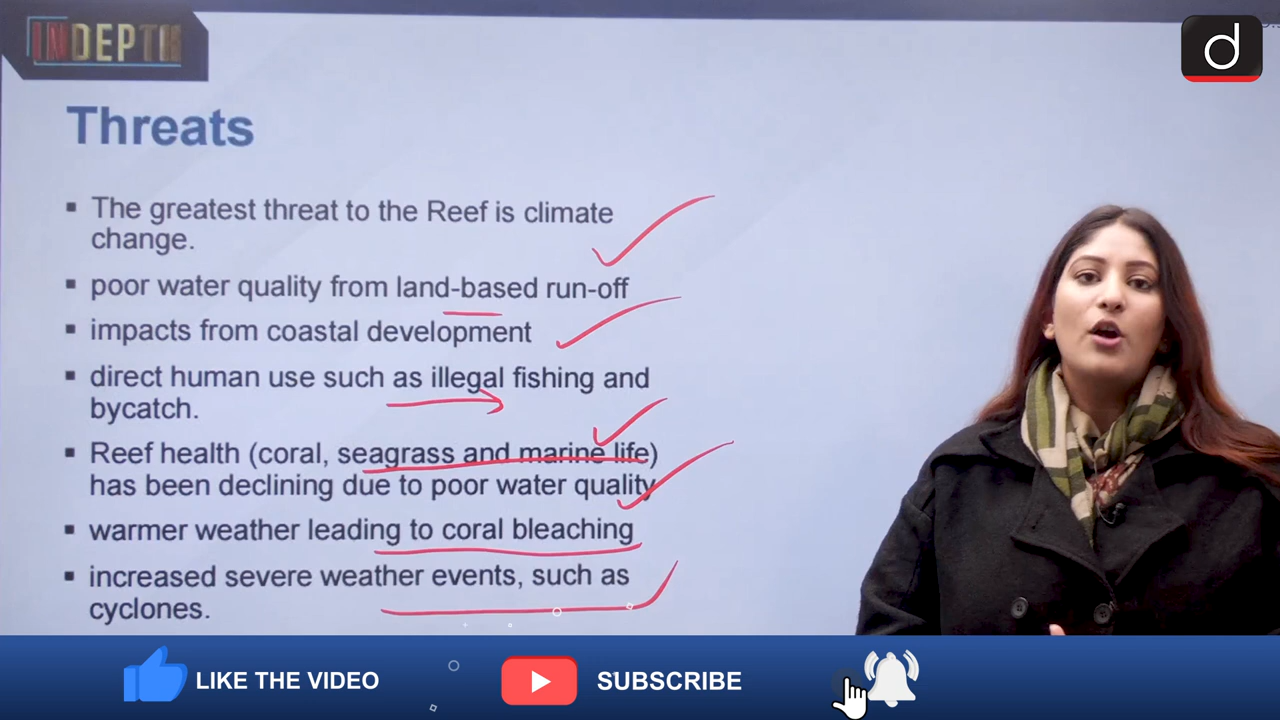 INDEPTH
d
Threats
▪ The greatest threat to the Reef is climate
change.
▪ poor water quality from land-based run-off
▪ impacts from coastal development
▪ direct human use such as illegal fishing and
bycatch.
▪ Reef health (coral, seagrass and marine life)
has been declining due to poor water quality
▪ warmer weather leading to coral bleaching
▪ increased severe weather events, such as
cyclones.
LIKE THE VIDEO
SUBSCRIBE